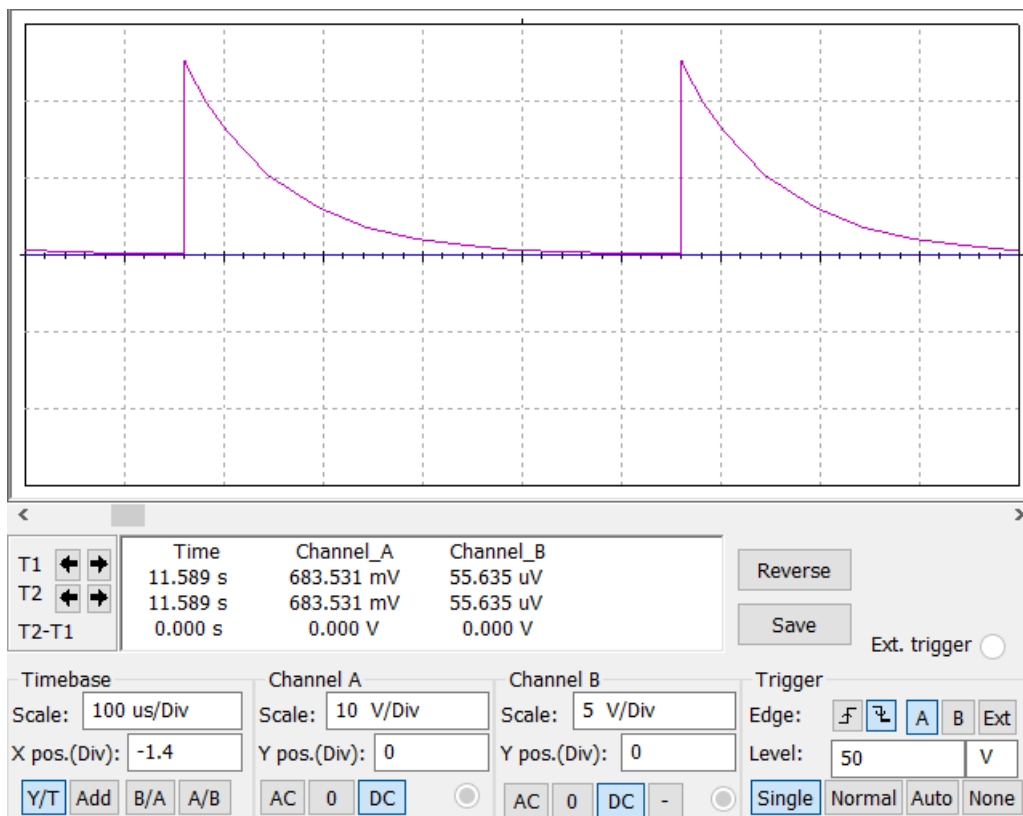 T1
T2
T2-T1
Time Channel_A Channel_B
11.589 s 683.531 mV 55.635 uV
11.589 s 683.531 mV 55.635 uV
0.000 s 0.000 V 0.000 V
Reverse
Save
Ext. trigger
Timebase
Scale: 100 us/Div
X pos.(Div): -1.4
Y/T Add B/A A/B
Channel A
Scale: 10 V/Div
Y pos.(Div): 0
AC 0 DC
Channel B
Scale: 5 V/Div
Y pos.(Div): 0
AC 0 DC -
Trigger
Edge: A B Ext
Level: 50 V
Single Normal Auto None